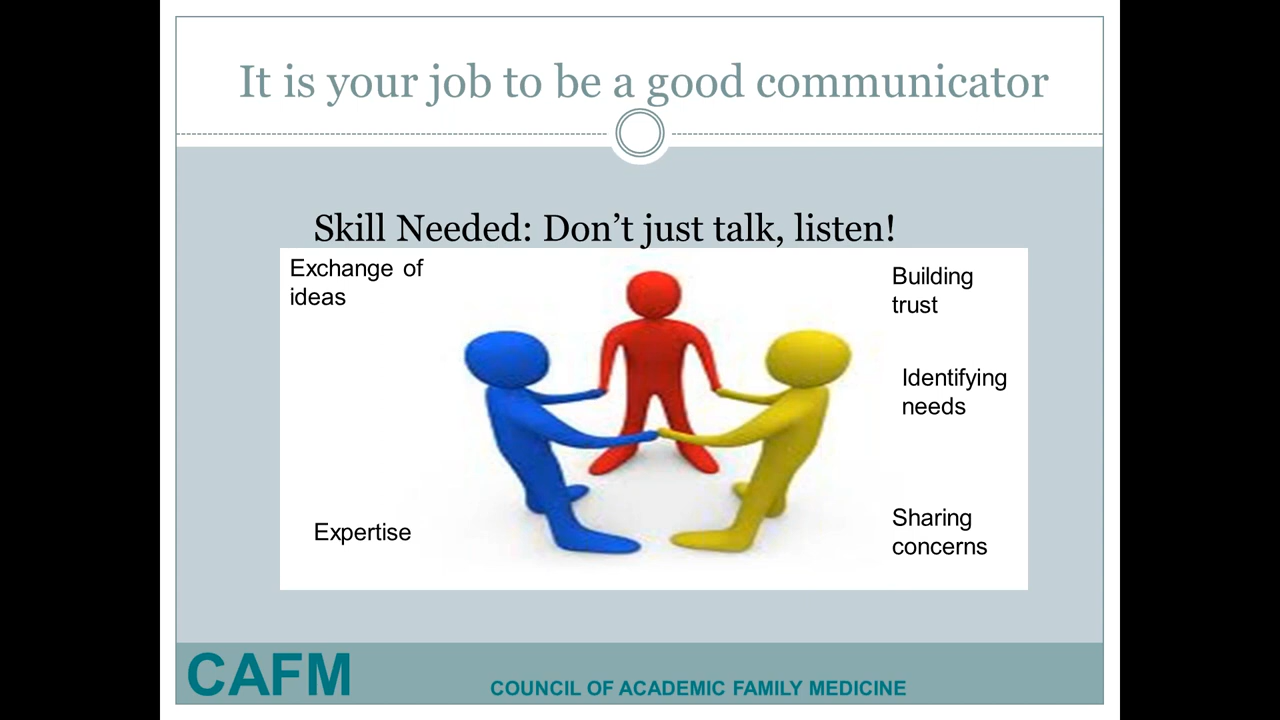 It is your job to be a good communicator
Skill Needed: Don’t just talk, listen!
Exchange of
ideas
Building
trust
Identifying
needs
Expertise
Sharing
concerns
CAFM
COUNCIL OF ACADEMIC FAMILY MEDICINE